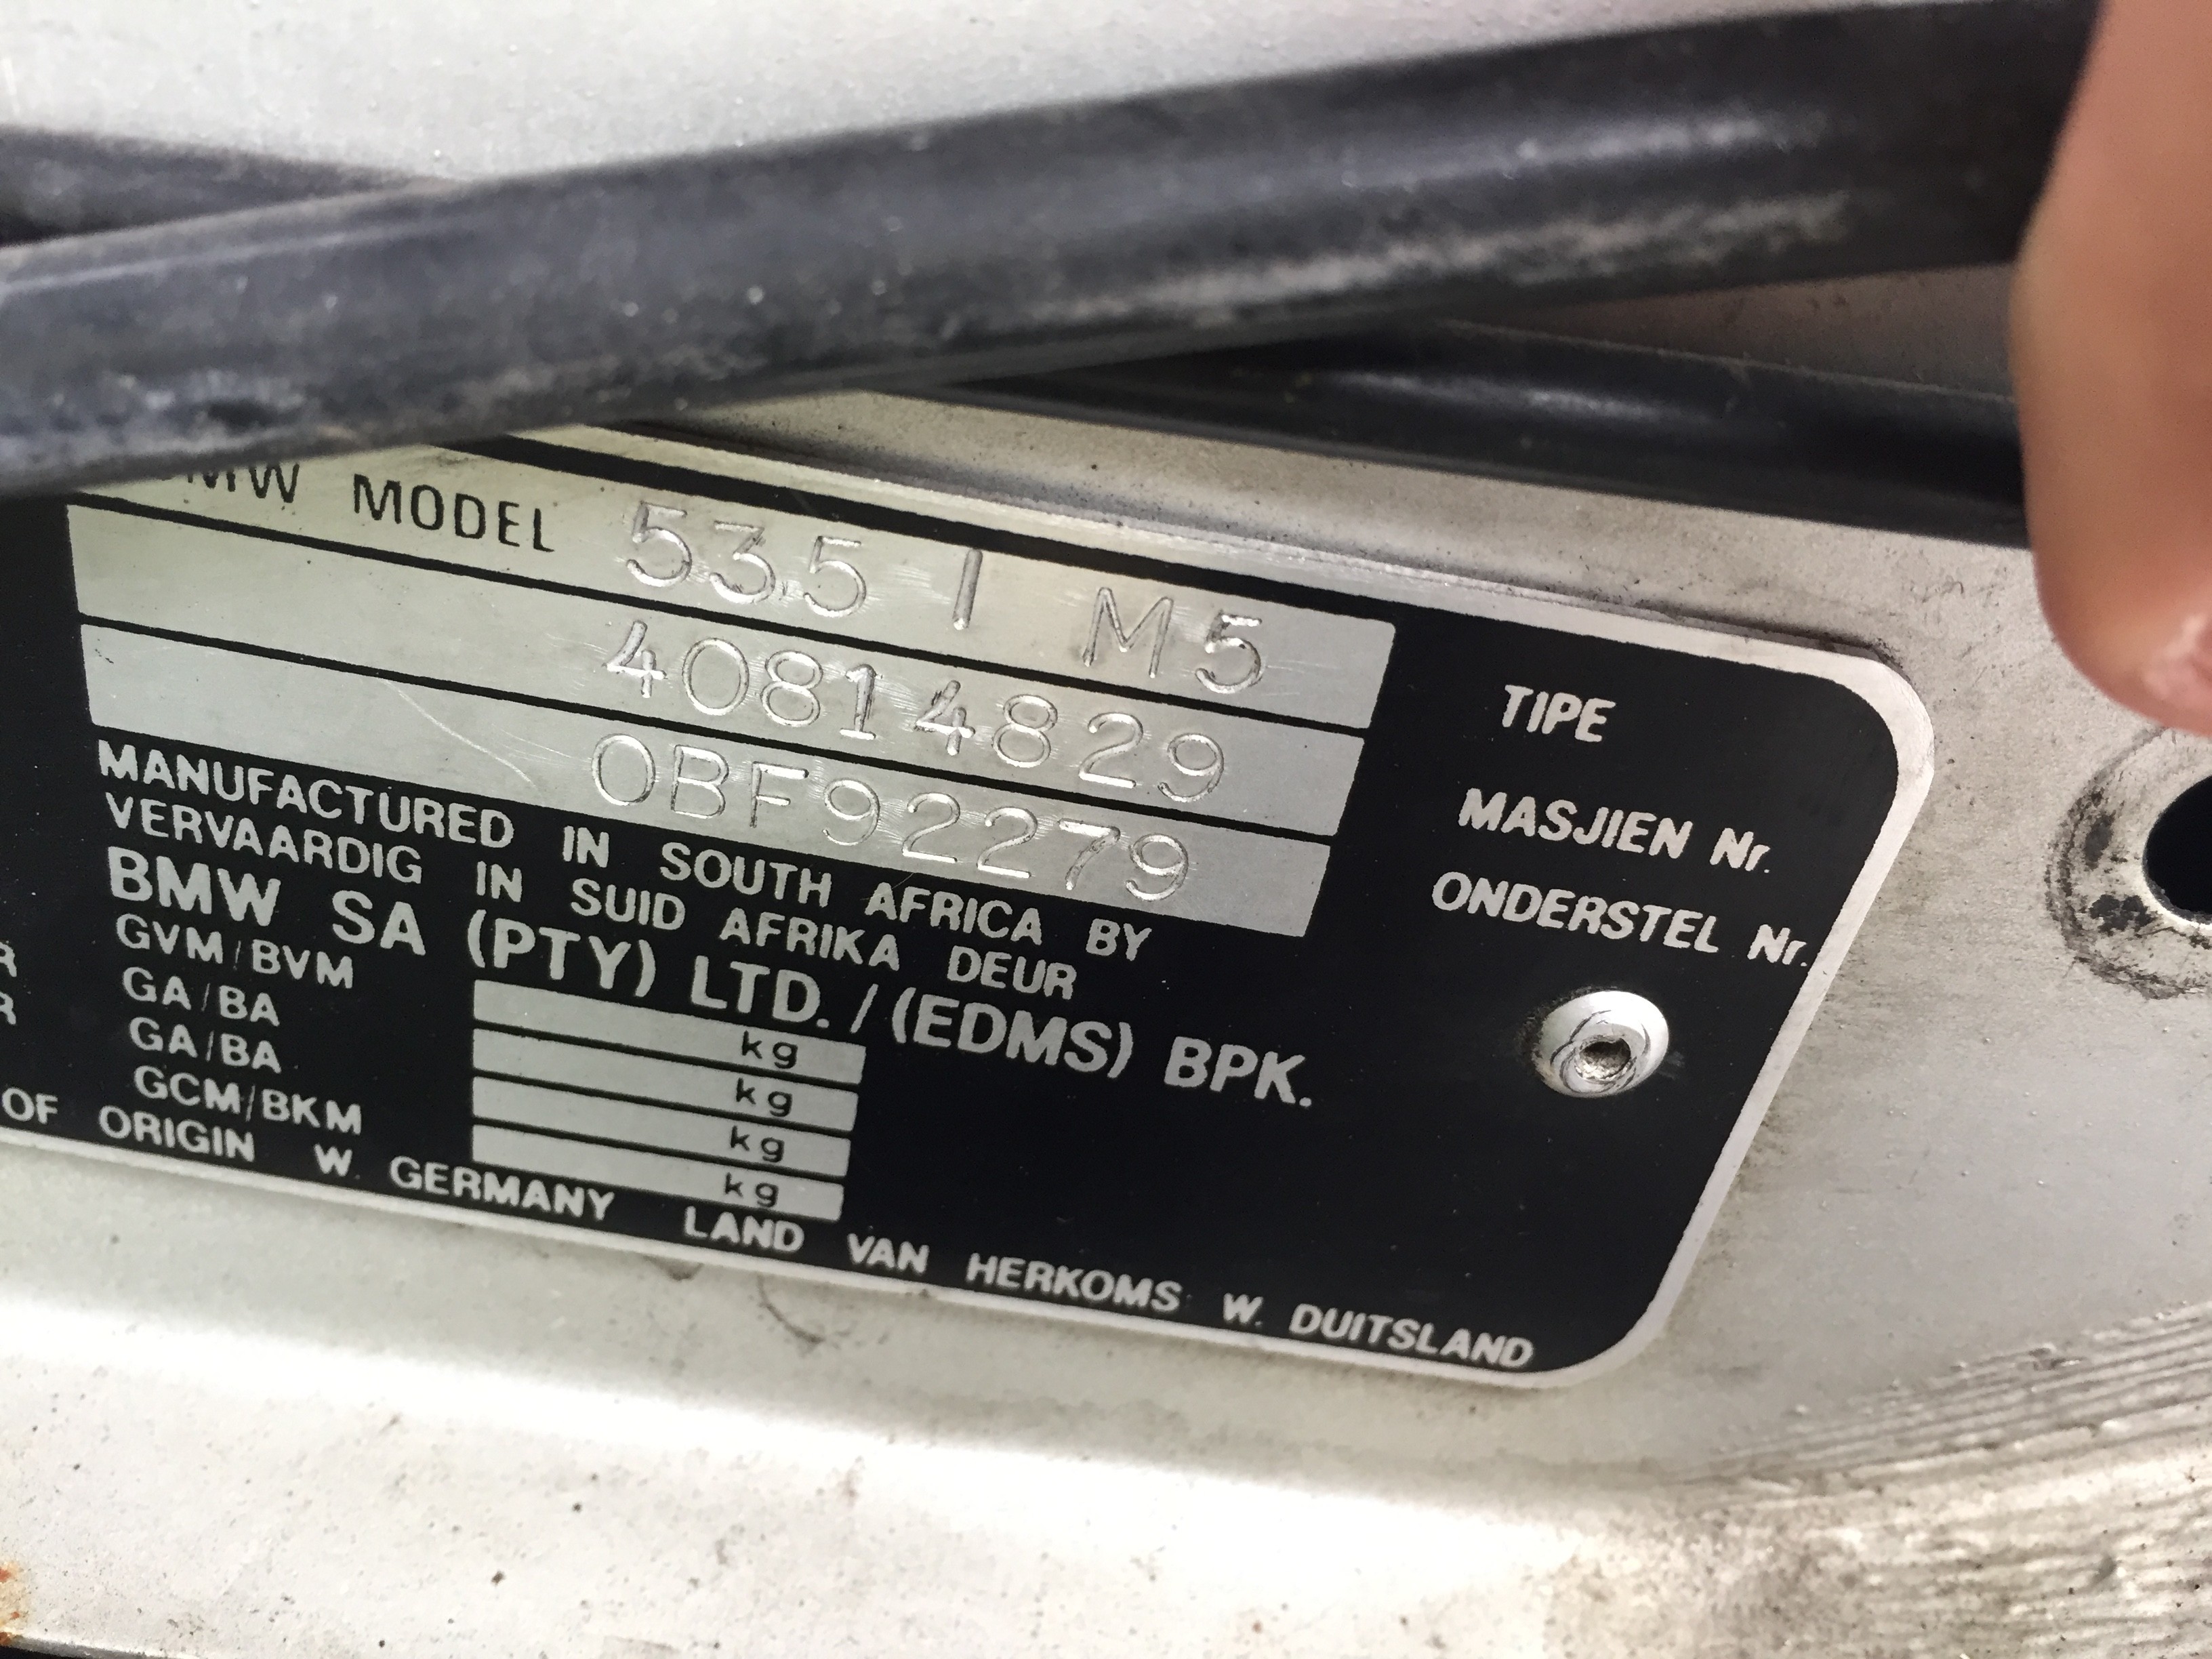 BMW MODEL 535 I M5 TIPE
40814829 MASJIEN Nr.
0BF92279 ONDERSTEL Nr.
MANUFACTURED IN SOUTH AFRICA BY
VERVAARDIG IN SUID AFRIKA DEUR
BMW SA (PTY) LTD. / (EDMS) BPK.
GVM/BVM kg
R GA/BA kg
R GA/BA kg
GCM/BKM kg
OF ORIGIN W. GERMANY LAND VAN HERKOMS W. DUITSLAND